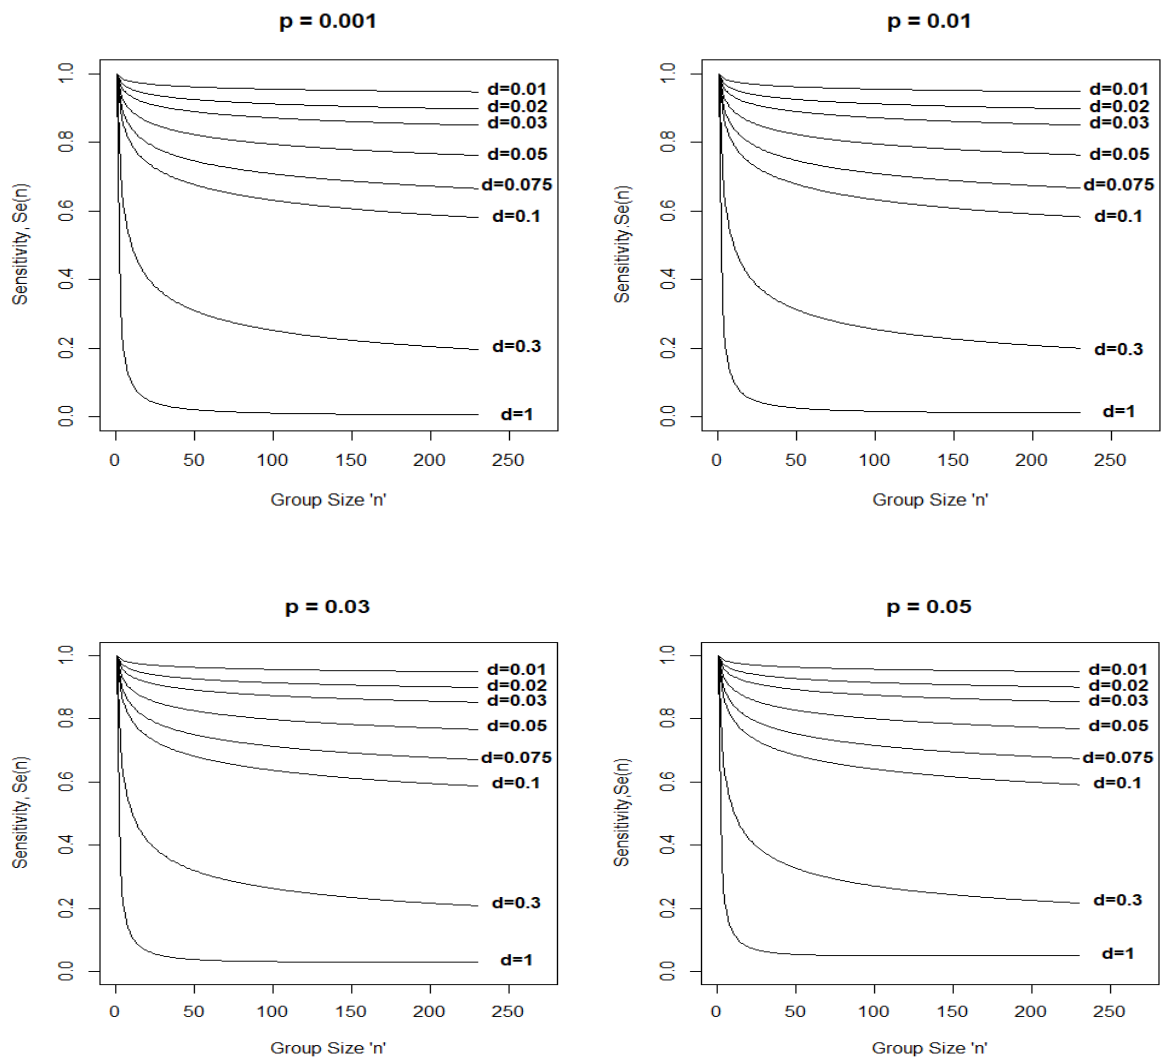 p = 0.001
Sensitivity, Se(n)
1.0
0.8
0.6
0.4
0.2
0.0
d=0.01
d=0.02
d=0.03
d=0.05
d=0.075
d=0.1
d=0.3
d=1
0 50 100 150 200 250
Group Size 'n'
p = 0.01
Sensitivity.Se(n)
1.0
0.8
0.6
0.4
0.2
0.0
d=0.01
d=0.02
d=0.03
d=0.05
d=0.075
d=0.1
d=0.3
d=1
0 50 100 150 200 250
Group Size 'n'
p = 0.03
Sensitivity, Se(n)
1.0
0.8
0.6
0.4
0.2
0.0
d=0.01
d=0.02
d=0.03
d=0.05
d=0.075
d=0.1
d=0.3
d=1
0 50 100 150 200 250
Group Size 'n'
p = 0.05
Sensitivity,Se(n)
1.0
0.8
0.6
0.4
0.2
0.0
d=0.01
d=0.02
d=0.03
d=0.05
d=0.075
d=0.1
d=0.3
d=1
0 50 100 150 200 250
Group Size 'n'